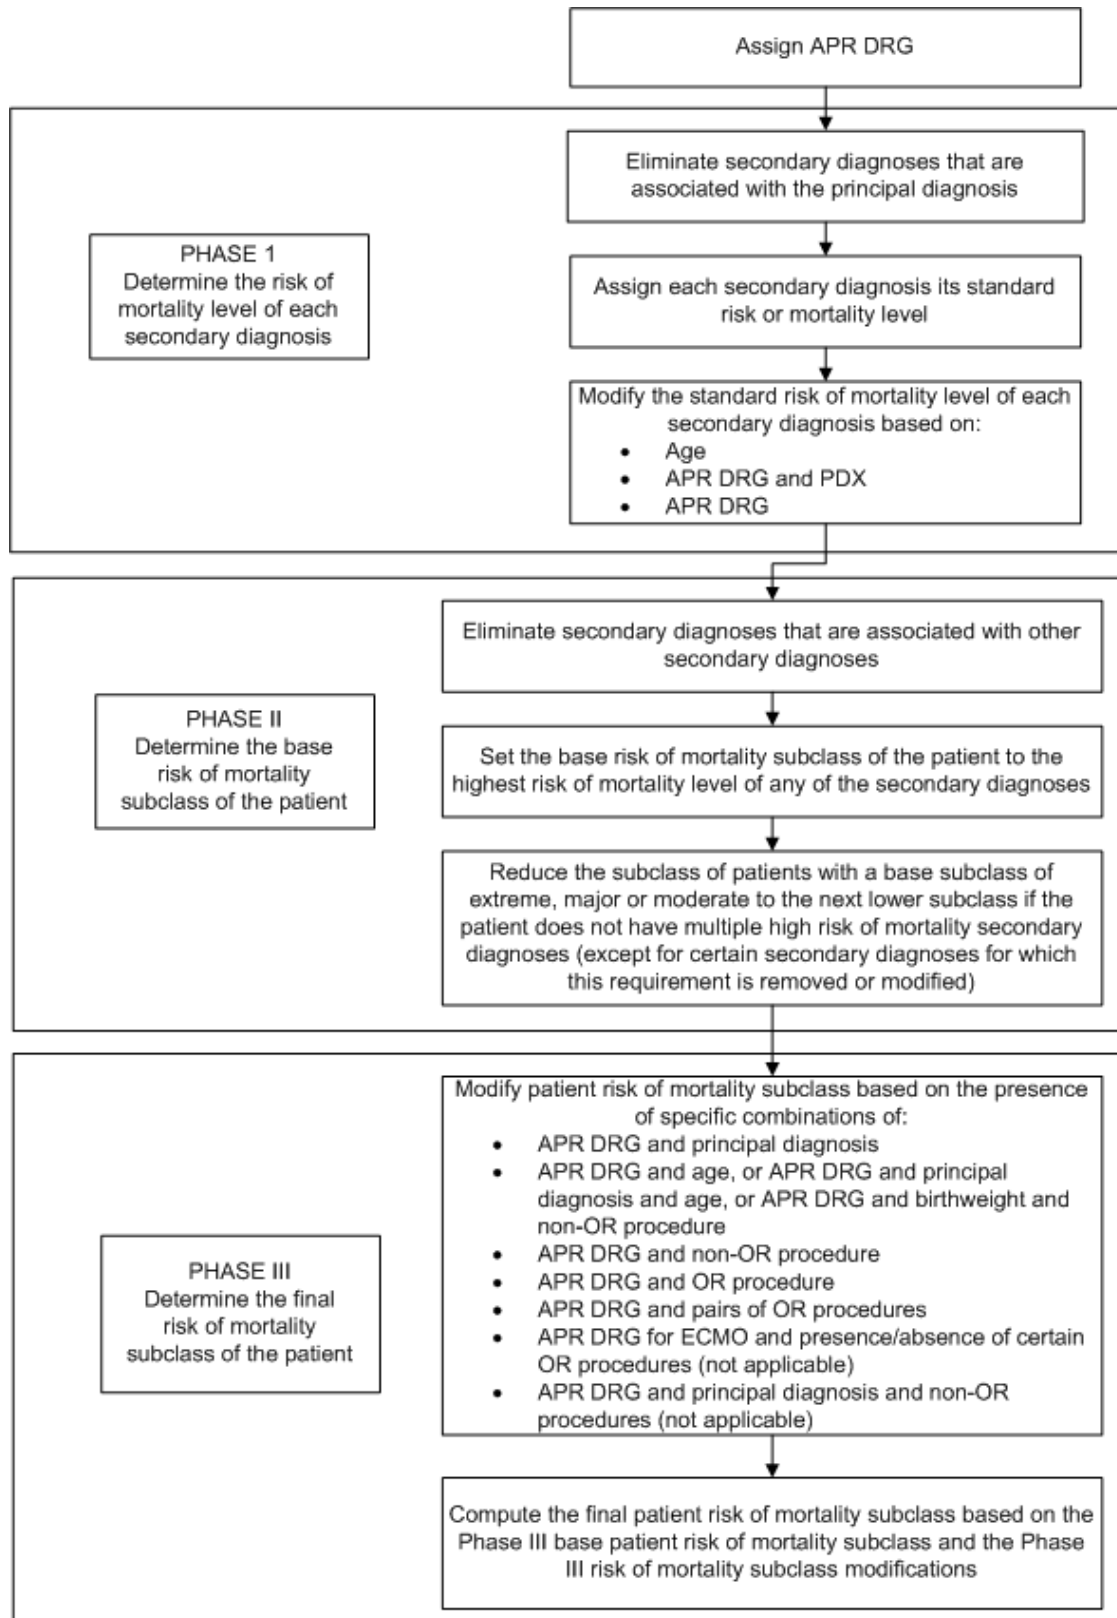 Assign APR DRG
PHASE 1
Determine the risk of
mortality level of each
secondary diagnosis
Eliminate secondary diagnoses that are
associated with the principal diagnosis
Assign each secondary diagnosis its standard
risk or mortality level
Modify the standard risk of mortality level of each
secondary diagnosis based on:
• Age
• APR DRG and PDX
• APR DRG
PHASE II
Determine the base
risk of mortality
subclass of the patient
Eliminate secondary diagnoses that are associated with other
secondary diagnoses
Set the base risk of mortality subclass of the patient to the
highest risk of mortality level of any of the secondary diagnoses
Reduce the subclass of patients with a base subclass of
extreme, major or moderate to the next lower subclass if the
patient does not have multiple high risk of mortality secondary
diagnoses (except for certain secondary diagnoses for which
this requirement is removed or modified)
PHASE III
Determine the final
risk of mortality
subclass of the patient
Modify patient risk of mortality subclass based on the presence
of specific combinations of:
• APR DRG and principal diagnosis
• APR DRG and age, or APR DRG and principal
diagnosis and age, or APR DRG and birthweight and
non-OR procedure
• APR DRG and non-OR procedure
• APR DRG and OR procedure
• APR DRG and pairs of OR procedures
• APR DRG for ECMO and presence/absence of certain
OR procedures (not applicable)
• APR DRG and principal diagnosis and non-OR
procedures (not applicable)
Compute the final patient risk of mortality subclass based on the
Phase III base patient risk of mortality subclass and the Phase
III risk of mortality subclass modifications